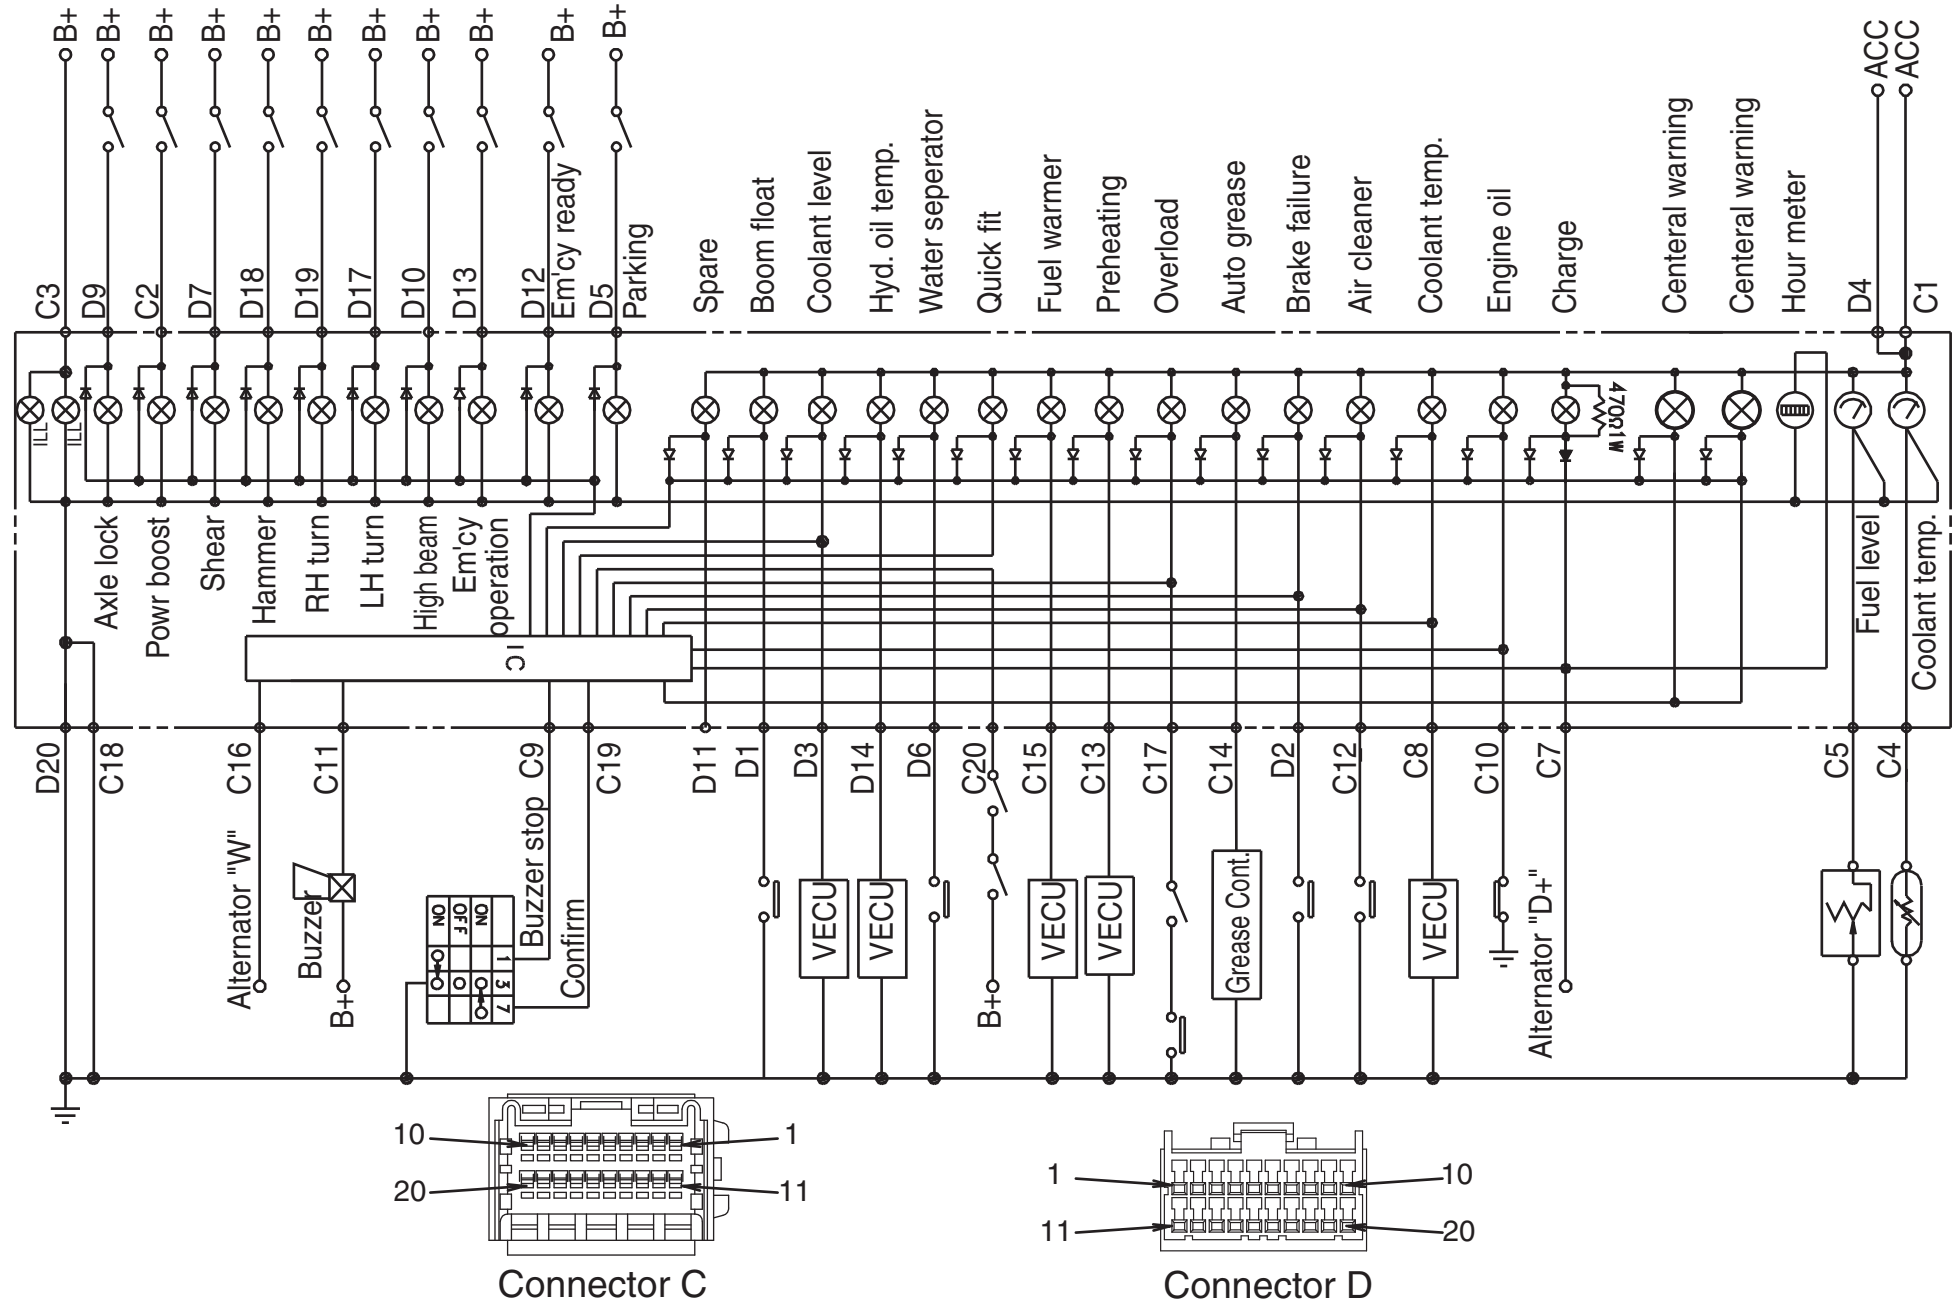 B+ B+ B+ B+ B+ B+ B+ B+ B+ B+ B+ ACC ACC
C3 D9 C2 D7 D18 D19 D17 D10 D13 D12 D5 D4 C1
Em'cy ready
Parking
Spare
Boom float
Coolant level
Hyd. oil temp.
Water seperator
Quick fit
Fuel warmer
Preheating
Overload
Auto grease
Brake failure
Air cleaner
Coolant temp.
Engine oil
Charge
Centeral warning
Centeral warning
Hour meter
ILL ILL
470Ω1W
Axle lock
Powr boost
Shear
Hammer
RH turn
LH turn
High beam
Em'cy
operation
Fuel level
Coolant temp.
IC
D20 C18 C16 C11 C9 C19 D11 D1 D3 D14 D6 C20 C15 C13 C17 C14 D2 C12 C8 C10 C7 C5 C4
Alternator "W"
Buzzer
B+
ON OFF ON
1 3 7
Buzzer stop
Confirm
VECU
VECU
B+
VECU
VECU
Grease Cont.
VECU
Alternator "D+"
10 1
20 11
Connector C
1 10
11 20
Connector D